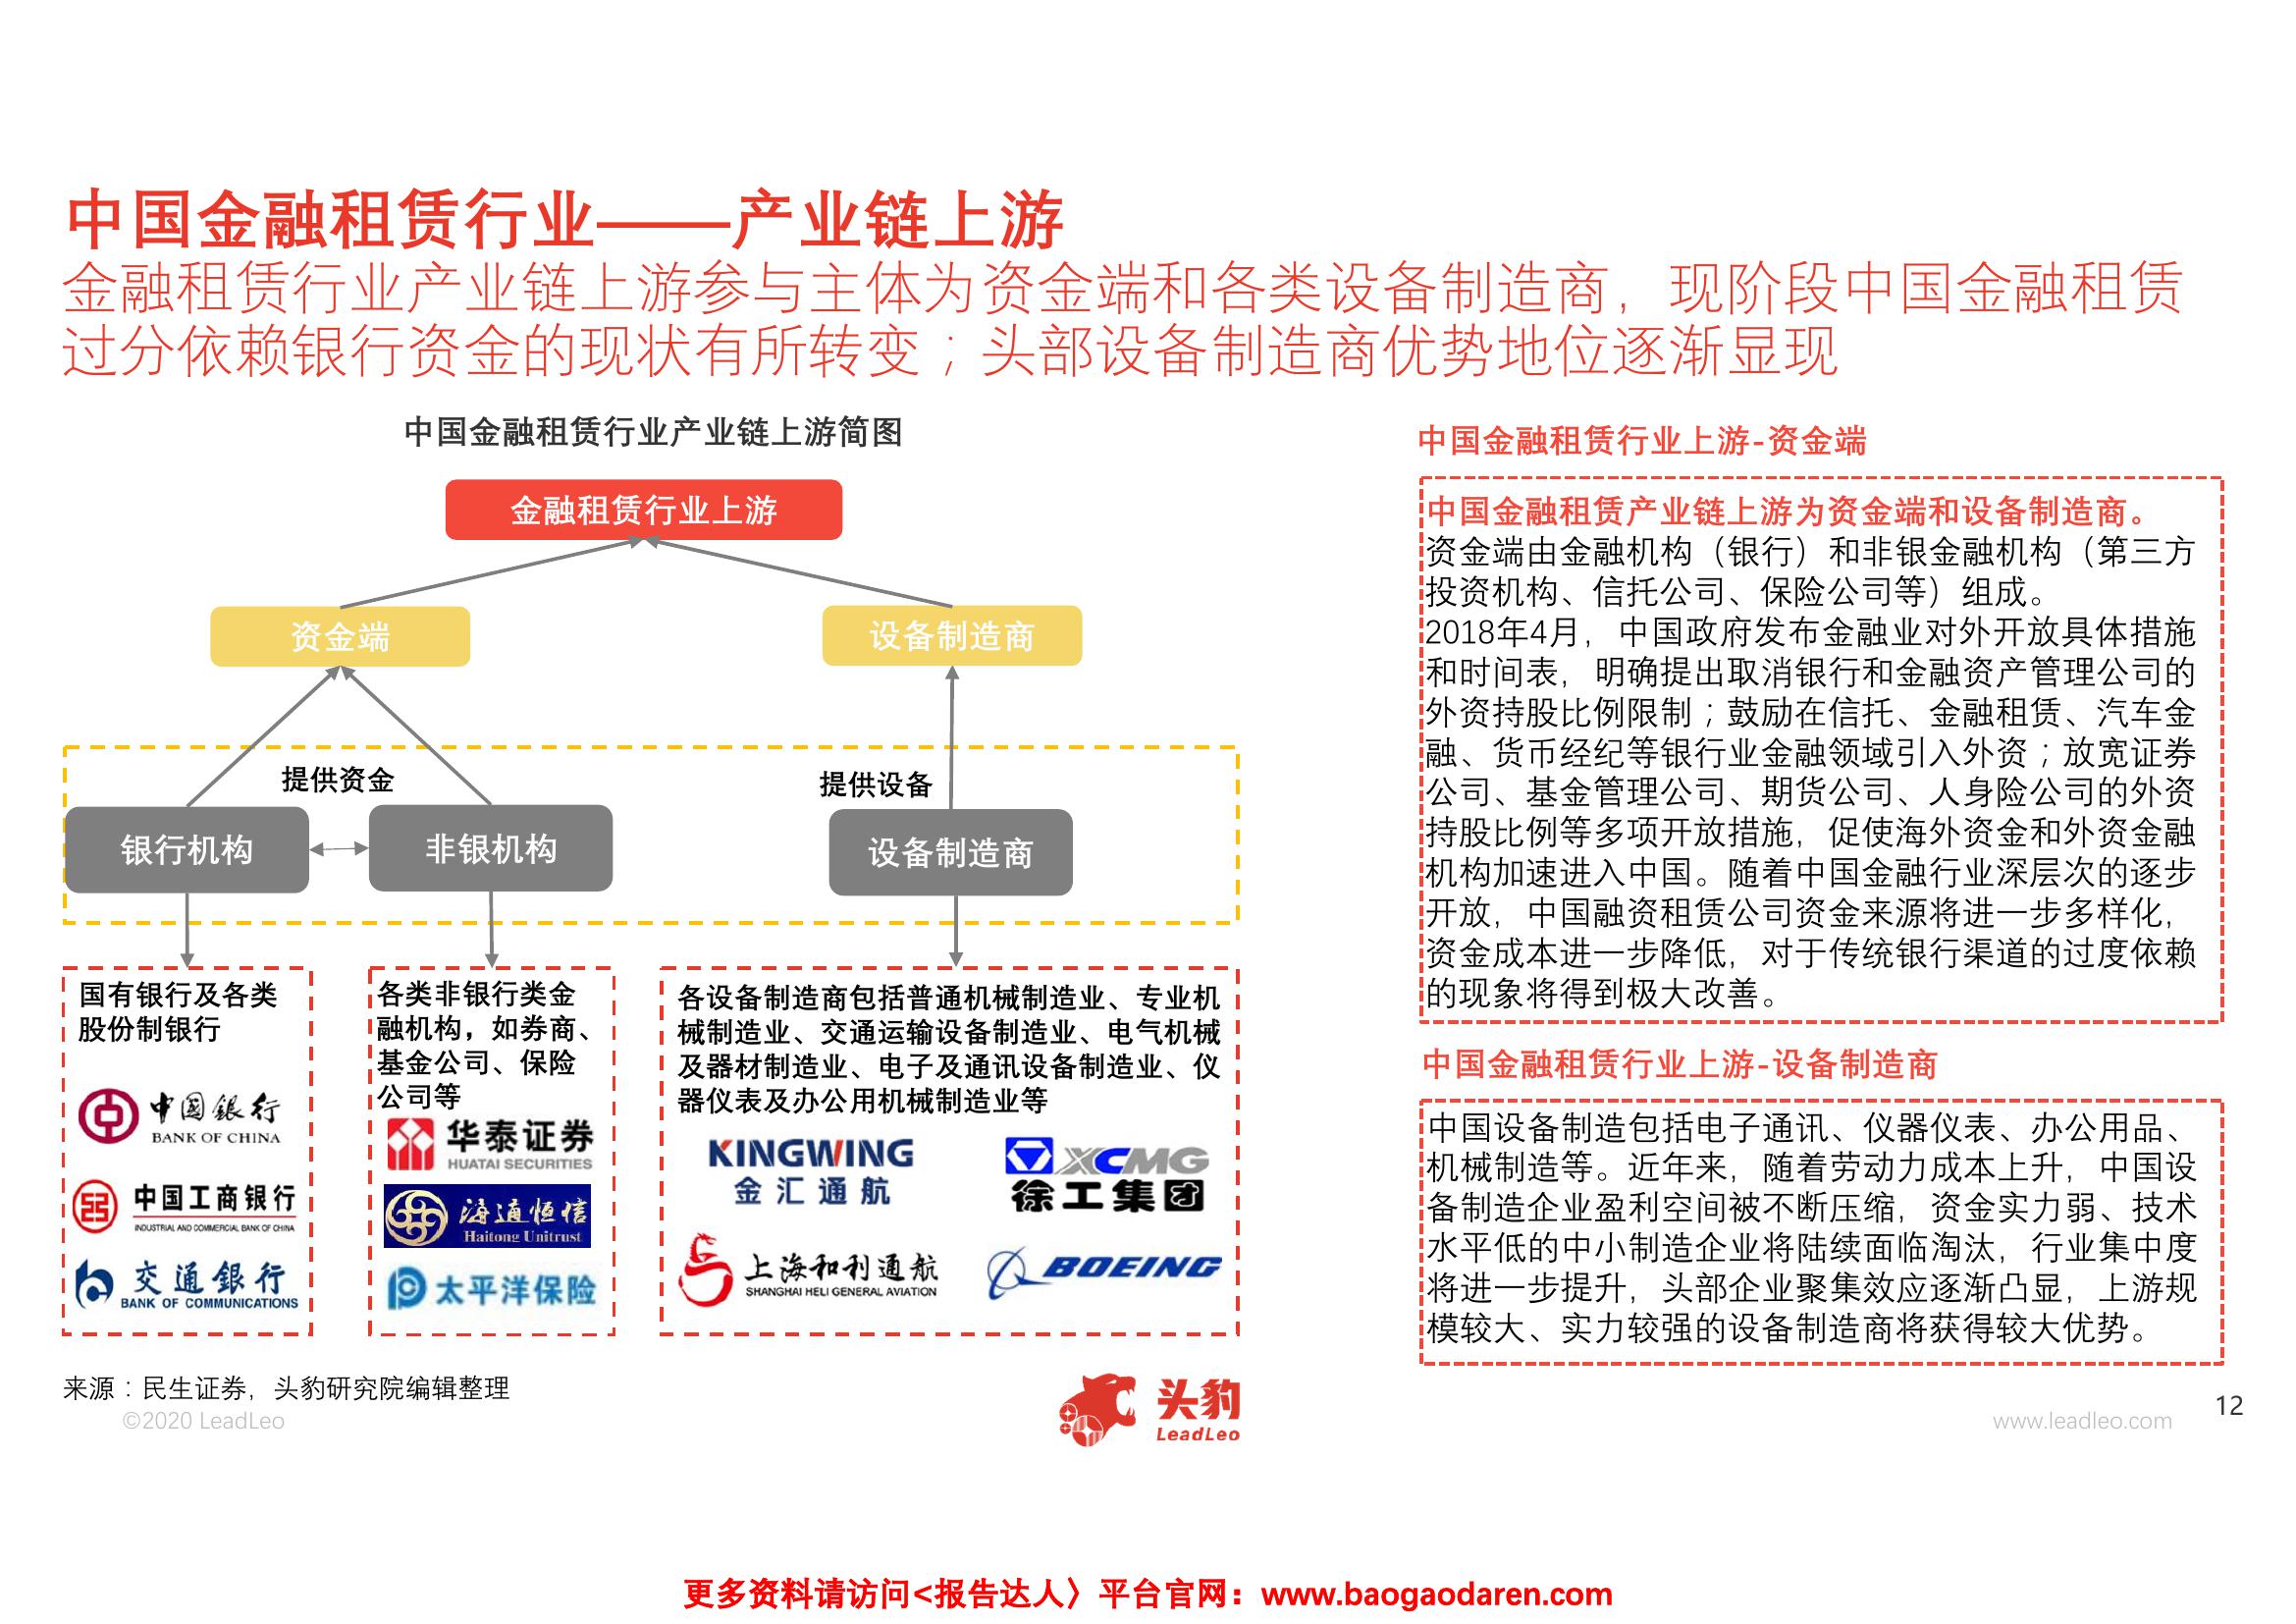 中国金融租赁行业——产业链上游
金融租赁行业产业链上游参与主体为资金端和各类设备制造商，现阶段中国金融租赁
过分依赖银行资金的现状有所转变；头部设备制造商优势地位逐渐显现
中国金融租赁行业产业链上游简图
金融租赁行业上游
资金端
设备制造商
提供资金
提供设备
银行机构
非银机构
设备制造商
国有银行及各类
股份制银行
中国银行
BANK OF CHINA
中国工商银行
INDUSTRIAL AND COMMERCIAL BANK OF CHINA
交通银行
BANK OF COMMUNICATIONS
各类非银行类金
融机构，如券商、
基金公司、保险
公司等
华泰证券
HUATAI SECURITIES
海通恒信
Haitong Unitrust
太平洋保险
各设备制造商包括普通机械制造业、专业机
械制造业、交通运输设备制造业、电气机械
及器材制造业、电子及通讯设备制造业、仪
器仪表及办公用机械制造业等
KINGWING
金汇通航
XCMG
徐工集团
上海和利通航
SHANGHAI HELI GENERAL AVIATION
BOEING
中国金融租赁行业上游-资金端
中国金融租赁产业链上游为资金端和设备制造商。
资金端由金融机构（银行）和非银金融机构（第三方
投资机构、信托公司、保险公司等）组成。
2018年4月，中国政府发布金融业对外开放具体措施
和时间表，明确提出取消银行和金融资产管理公司的
外资持股比例限制；鼓励在信托、金融租赁、汽车金
融、货币经纪等银行业金融领域引入外资；放宽证券
公司、基金管理公司、期货公司、人身险公司的外资
持股比例等多项开放措施，促使海外资金和外资金融
机构加速进入中国。随着中国金融行业深层次的逐步
开放，中国融资租赁公司资金来源将进一步多样化，
资金成本进一步降低，对于传统银行渠道的过度依赖
的现象将得到极大改善。
中国金融租赁行业上游-设备制造商
中国设备制造包括电子通讯、仪器仪表、办公用品、
机械制造等。近年来，随着劳动力成本上升，中国设
备制造企业盈利空间被不断压缩，资金实力弱、技术
水平低的中小制造企业将陆续面临淘汰，行业集中度
将进一步提升，头部企业聚集效应逐渐凸显，上游规
模较大、实力较强的设备制造商将获得较大优势。
来源：民生证券，头豹研究院编辑整理
©2020 LeadLeo
头豹
LeadLeo
www.leadleo.com
12
更多资料请访问<报告达人〉平台官网：www.baogaodaren.com